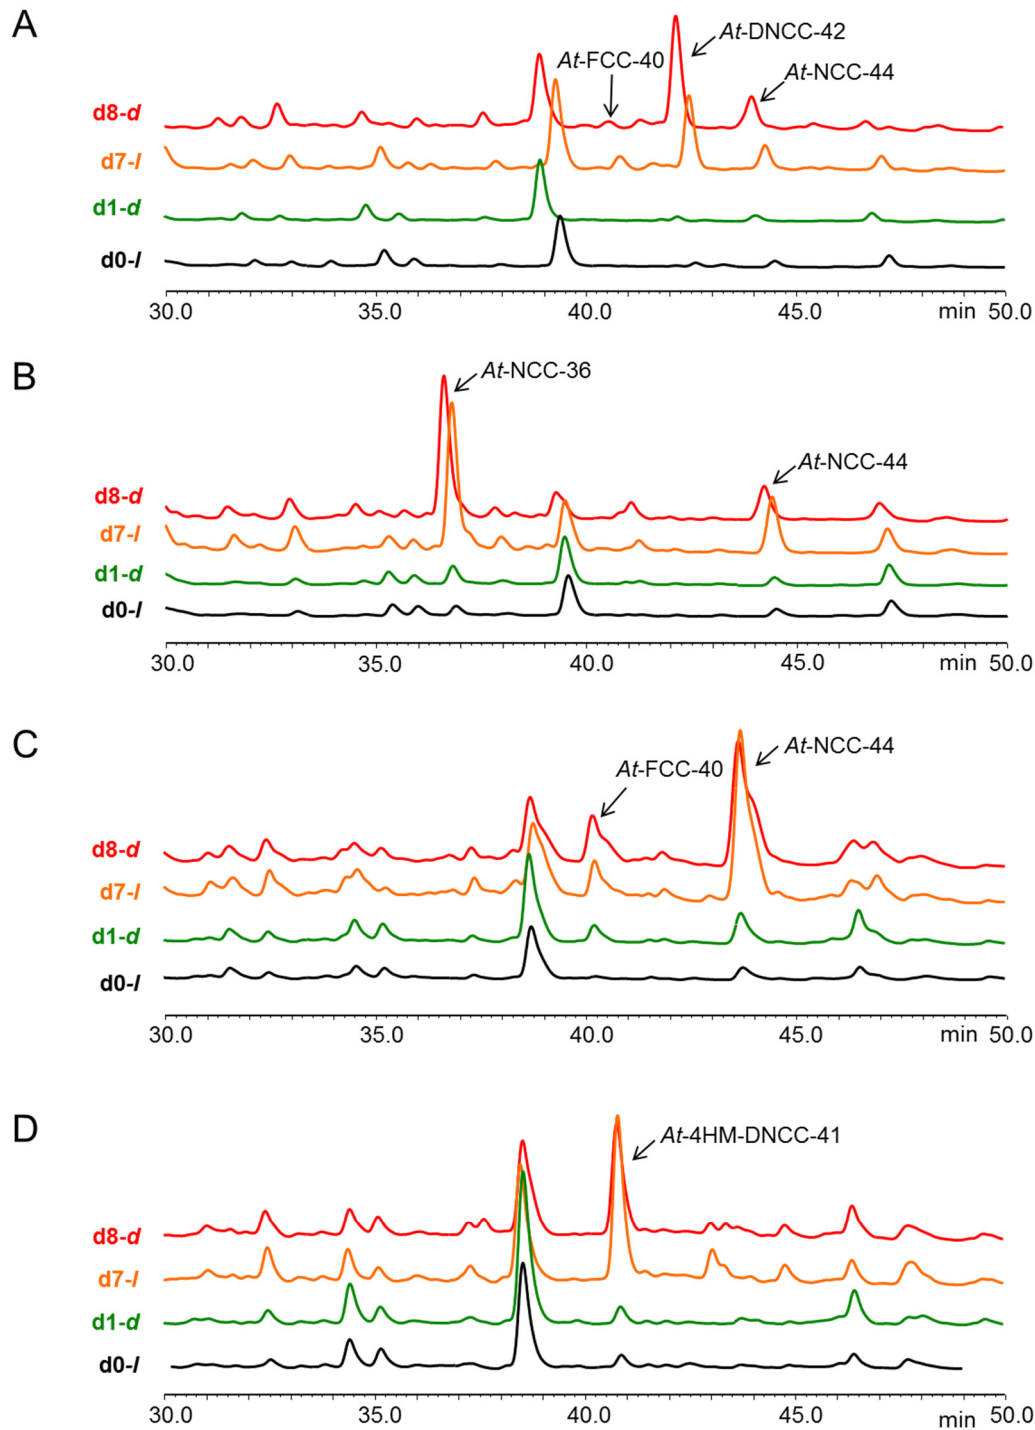 A
At-DNCC-42
At-FCC-40
At-NCC-44
d8-d
d7-l
d1-d
d0-l
30.0 35.0 40.0 45.0 min 50.0
B
At-NCC-36
At-NCC-44
d8-d
d7-l
d1-d
d0-l
30.0 35.0 40.0 45.0 min 50.0
C
At-NCC-44
At-FCC-40
d8-d
d7-l
d1-d
d0-l
30.0 35.0 40.0 45.0 min 50.0
D
At-4HM-DNCC-41
d8-d
d7-l
d1-d
d0-l
30.0 35.0 40.0 45.0 min 50.0